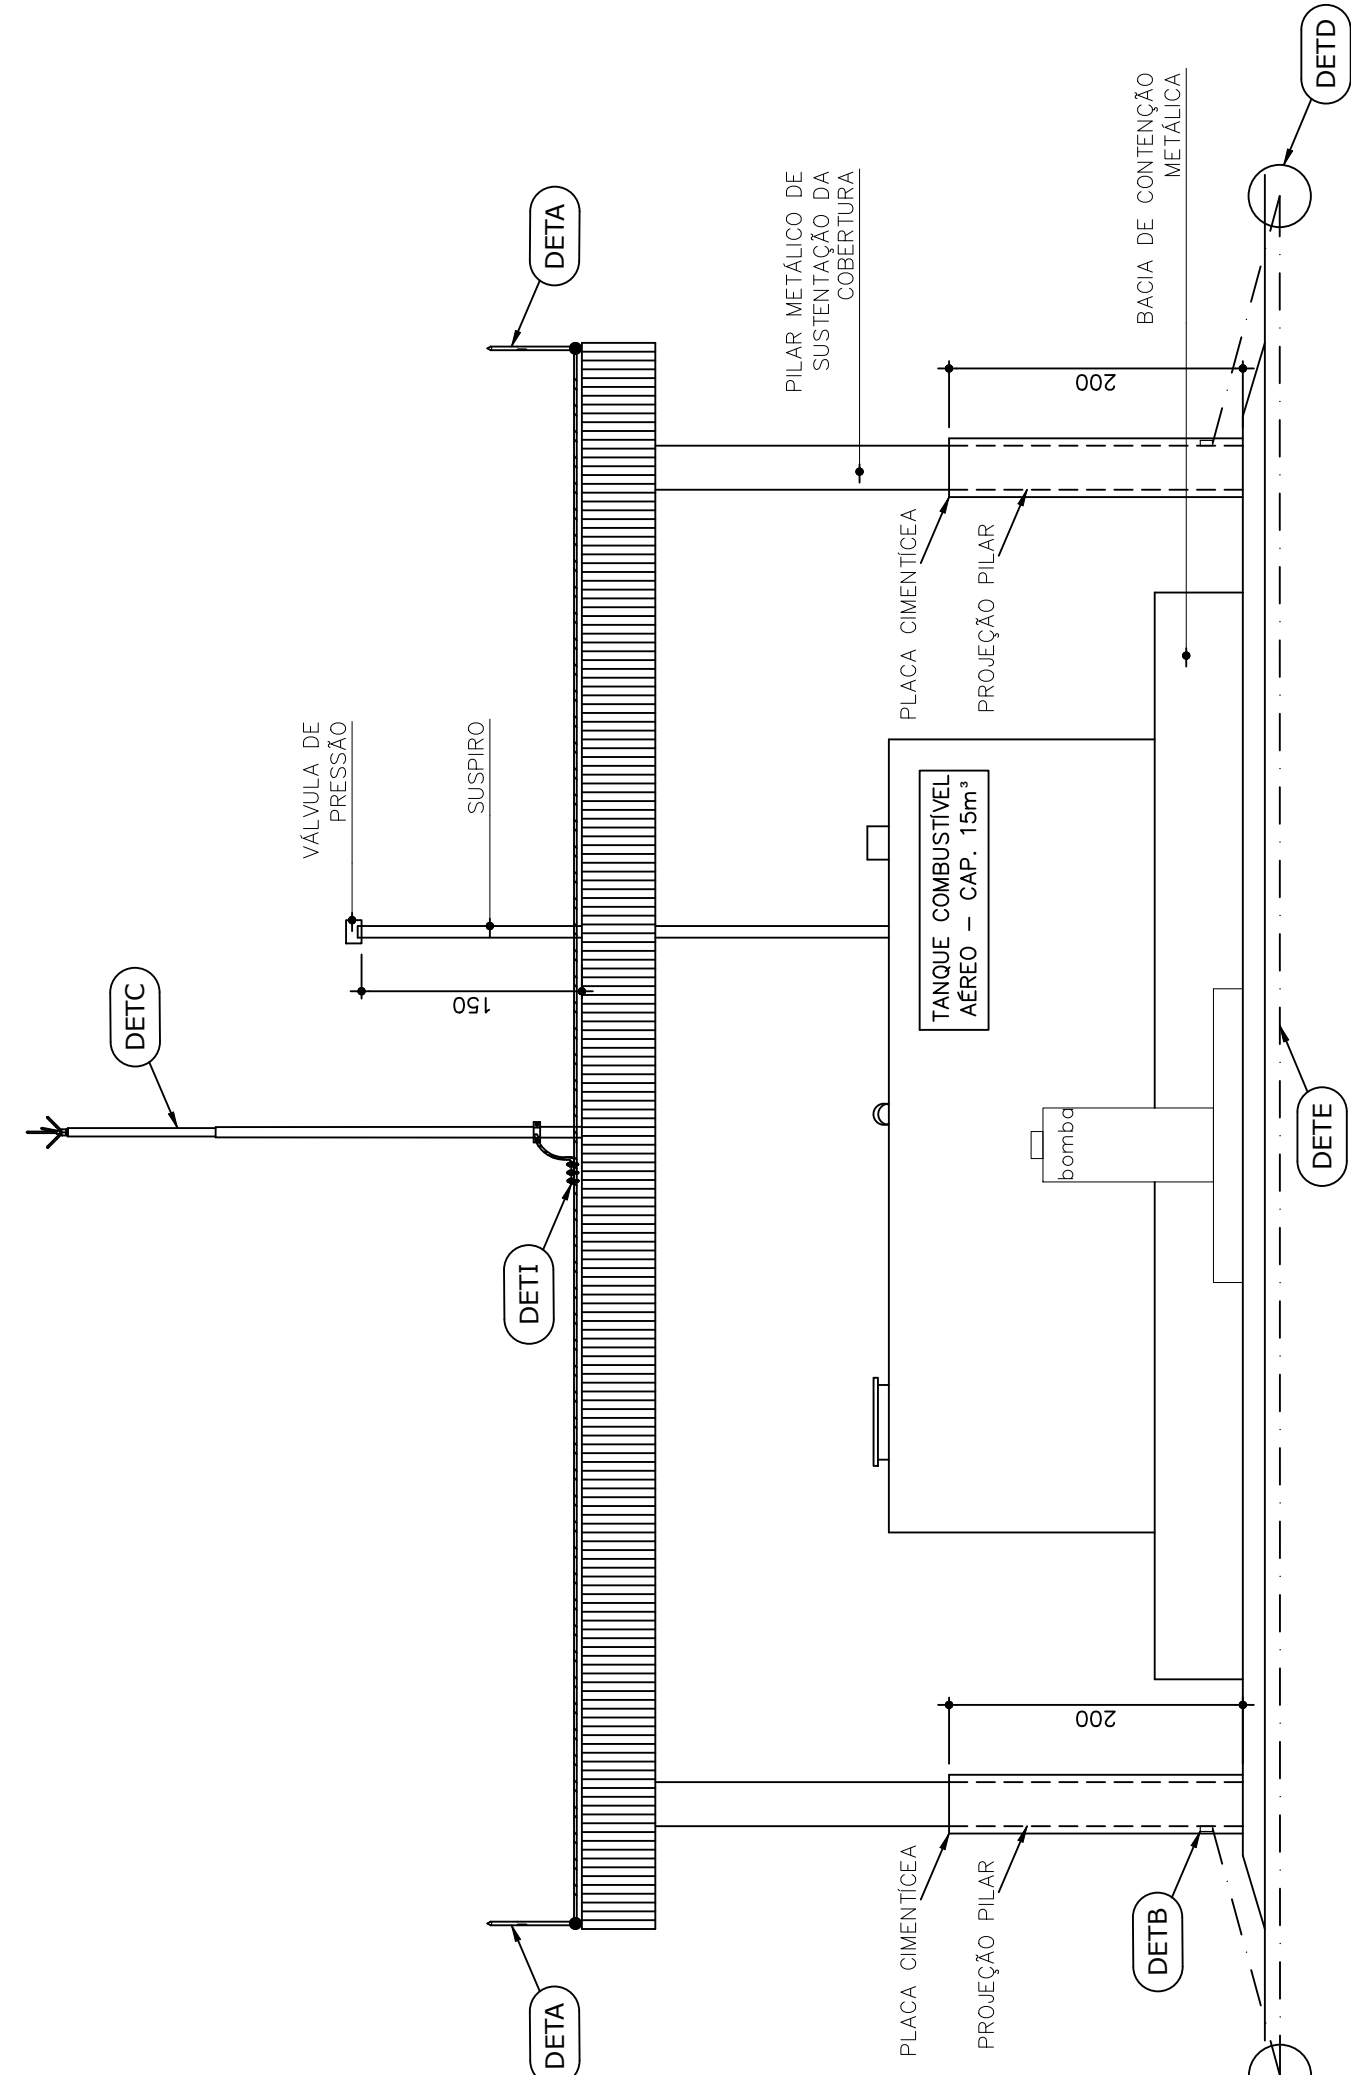 DETC
VÁLVULA DE
PRESSÃO
150
SUSPIRO
DETA
DETA
DETI
PILAR METÁLICO DE
SUSTENTAÇÃO DA
COBERTURA
PLACA CIMENTÍCEA
PROJEÇÃO PILAR
PLACA CIMENTÍCEA
PROJEÇÃO PILAR
TANQUE COMBUSTÍVEL
AÉREO – CAP. 15m³
bomba
200
200
BACIA DE CONTENÇÃO
METÁLICA
DETB
DETE
DETD